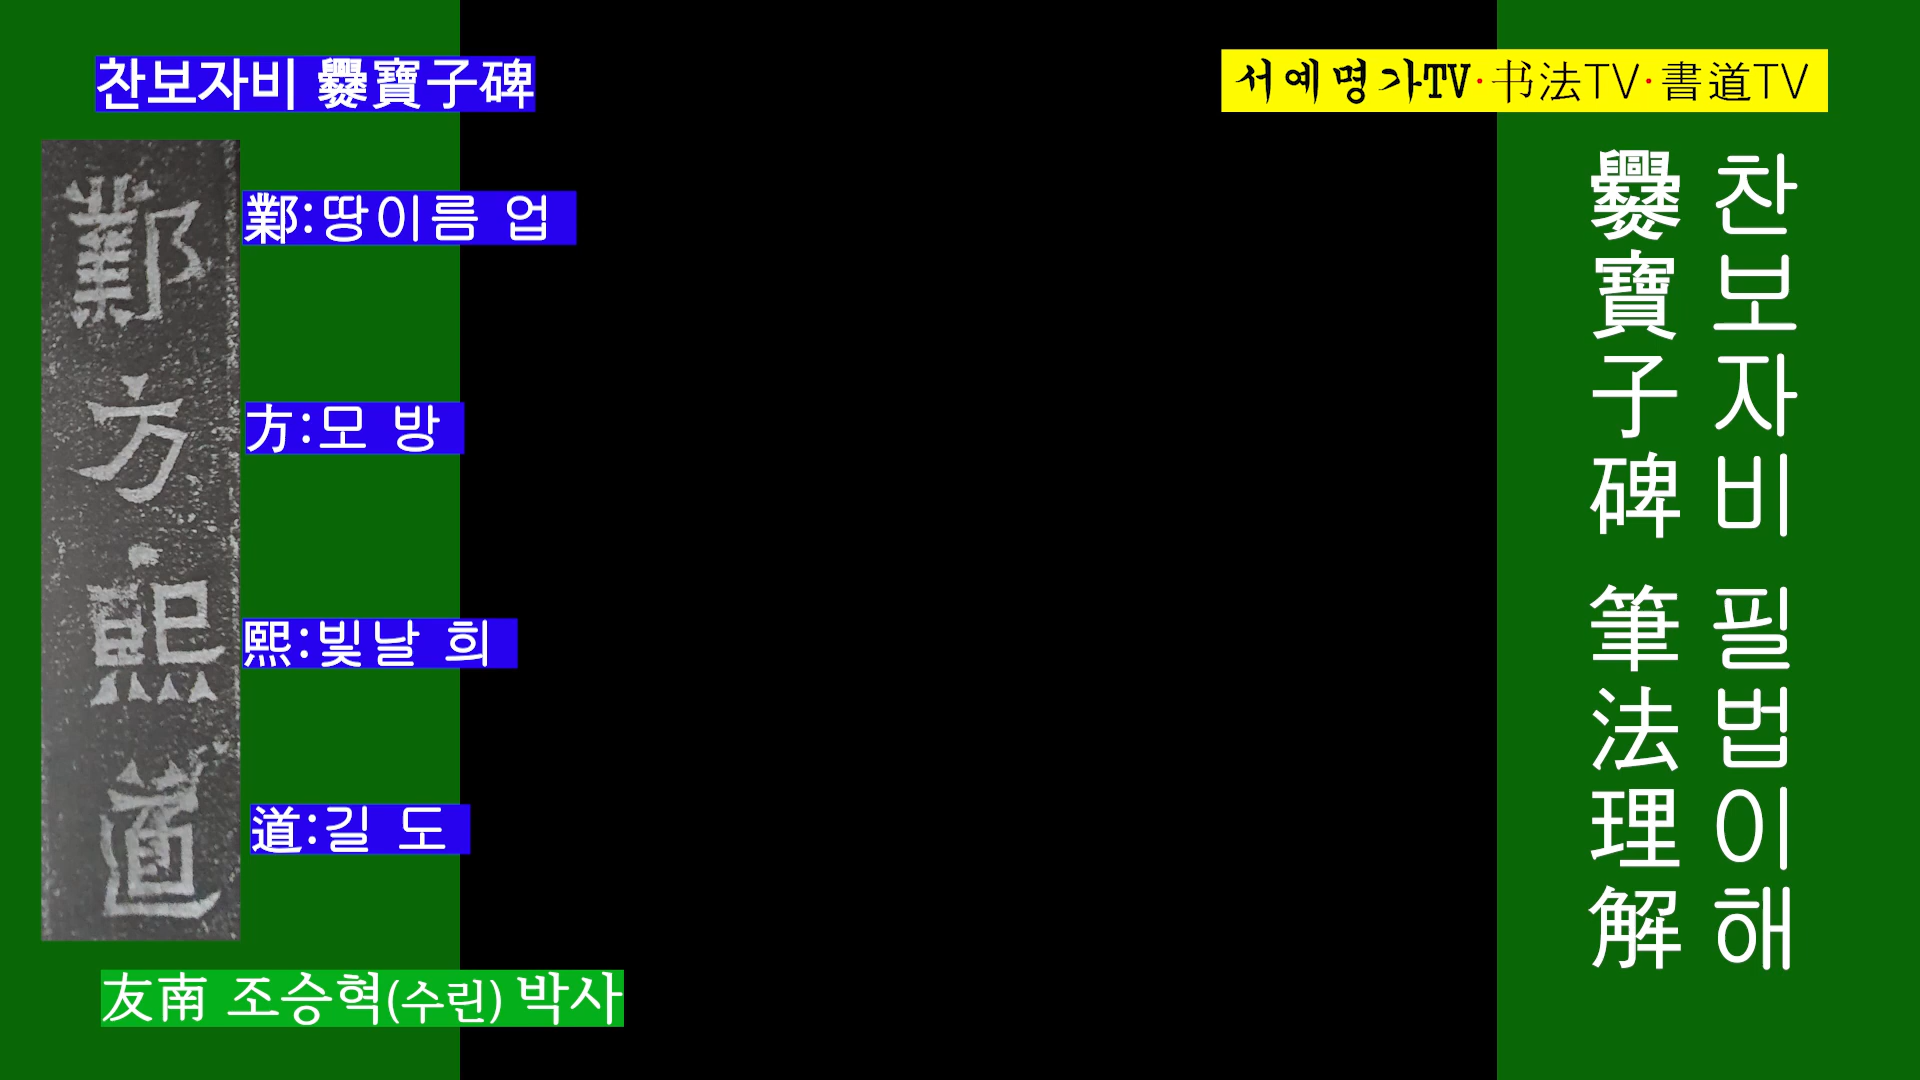 찬보자비 爨寶子碑
서예명가TV·书法TV·書道TV
鄴
方
熙
道
鄴:땅이름 업
方:모 방
熙:빛날 희
道:길 도
찬보자비 필법이해
爨寶子碑 筆法理解
友南 조승혁(수린) 박사